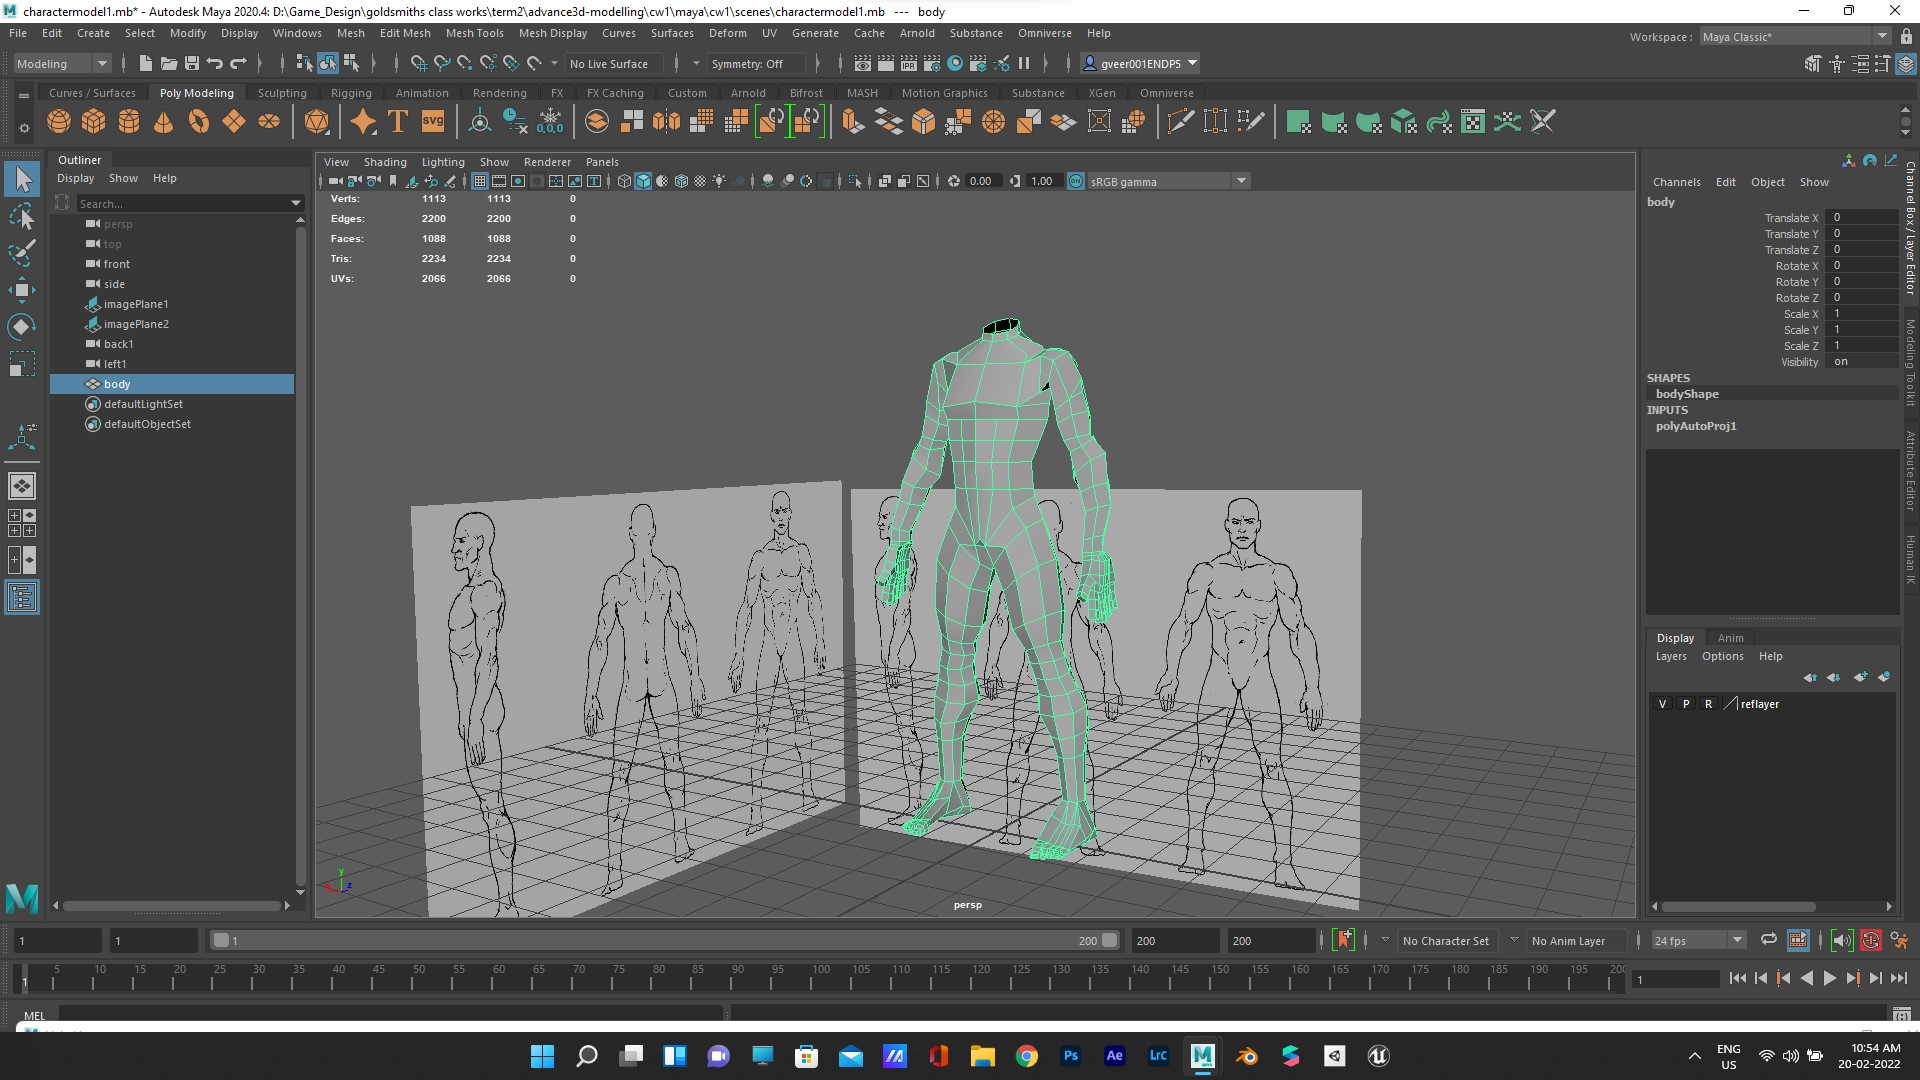 charactermodel1.mb* - Autodesk Maya 2020.4: D:\Game_Design\goldsmiths class works\term2\advance3d-modelling\cw1\maya\cw1\scenes\charactermodel1.mb --- body
File Edit Create Select Modify Display Windows Mesh Edit Mesh Mesh Tools Mesh Display Curves Surfaces Deform UV Generate Cache Arnold Substance Omniverse Help
Workspace : Maya Classic*
Modeling No Live Surface Symmetry: Off IPR gveer001ENDP5
Curves / Surfaces Poly Modeling Sculpting Rigging Animation Rendering FX FX Caching Custom Arnold Bifrost MASH Motion Graphics Substance XGen Omniverse
T svg 0,0,0
Outliner
Display Show Help
Search...
persp
top
front
side
imagePlane1
imagePlane2
back1
left1
body
defaultLightSet
defaultObjectSet
View Shading Lighting Show Renderer Panels
0.00 1.00 sRGB gamma
Verts: 1113 1113 0
Edges: 2200 2200 0
Faces: 1088 1088 0
Tris: 2234 2234 0
UVs: 2066 2066 0
y
z
persp
Channels Edit Object Show
body
Translate X 0
Translate Y 0
Translate Z 0
Rotate X 0
Rotate Y 0
Rotate Z 0
Scale X 1
Scale Y 1
Scale Z 1
Visibility on
SHAPES
bodyShape
INPUTS
polyAutoProj1
Channel Box / Layer Editor
Modeling Toolkit
Attribute Editor
Human IK
Display Anim
Layers Options Help
V P R reflayer
1 1 1 200 200 200 No Character Set No Anim Layer 24 fps
1 5 10 15 20 25 30 35 40 45 50 55 60 65 70 75 80 85 90 95 100 105 110 115 120 125 130 135 140 145 150 155 160 165 170 175 180 185 190 195 200 1
MEL
Ps Ae Lrc
ENG
US
10:54 AM
20-02-2022